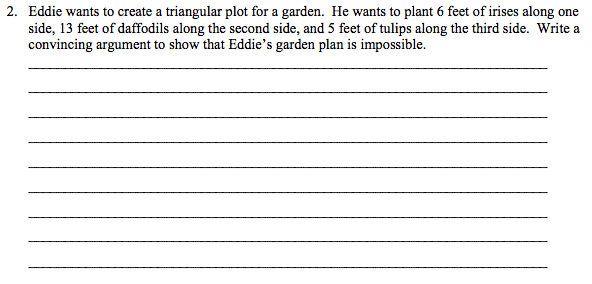 2. Eddie wants to create a triangular plot for a garden. He wants to plant 6 feet of irises along one
side, 13 feet of daffodils along the second side, and 5 feet of tulips along the third side. Write a
convincing argument to show that Eddie's garden plan is impossible.